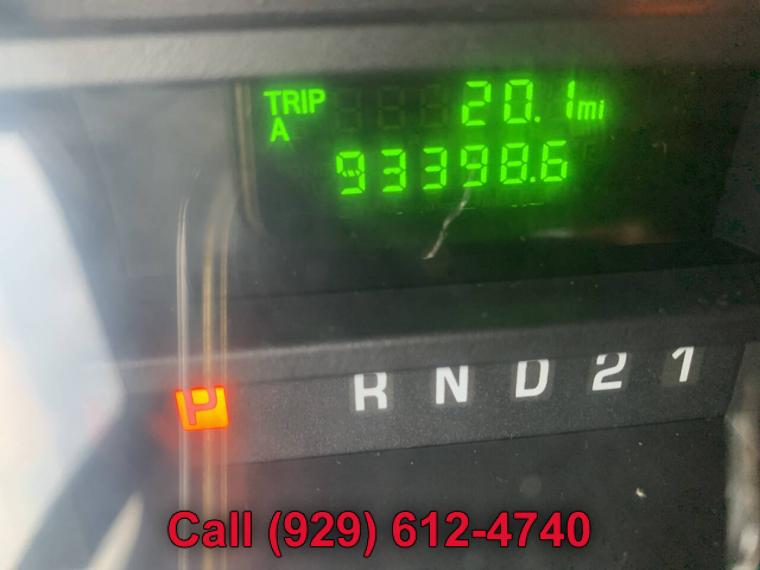 TRIP 20.1mi
A
93398.6
P R N D 2 1
Call (929) 612-4740